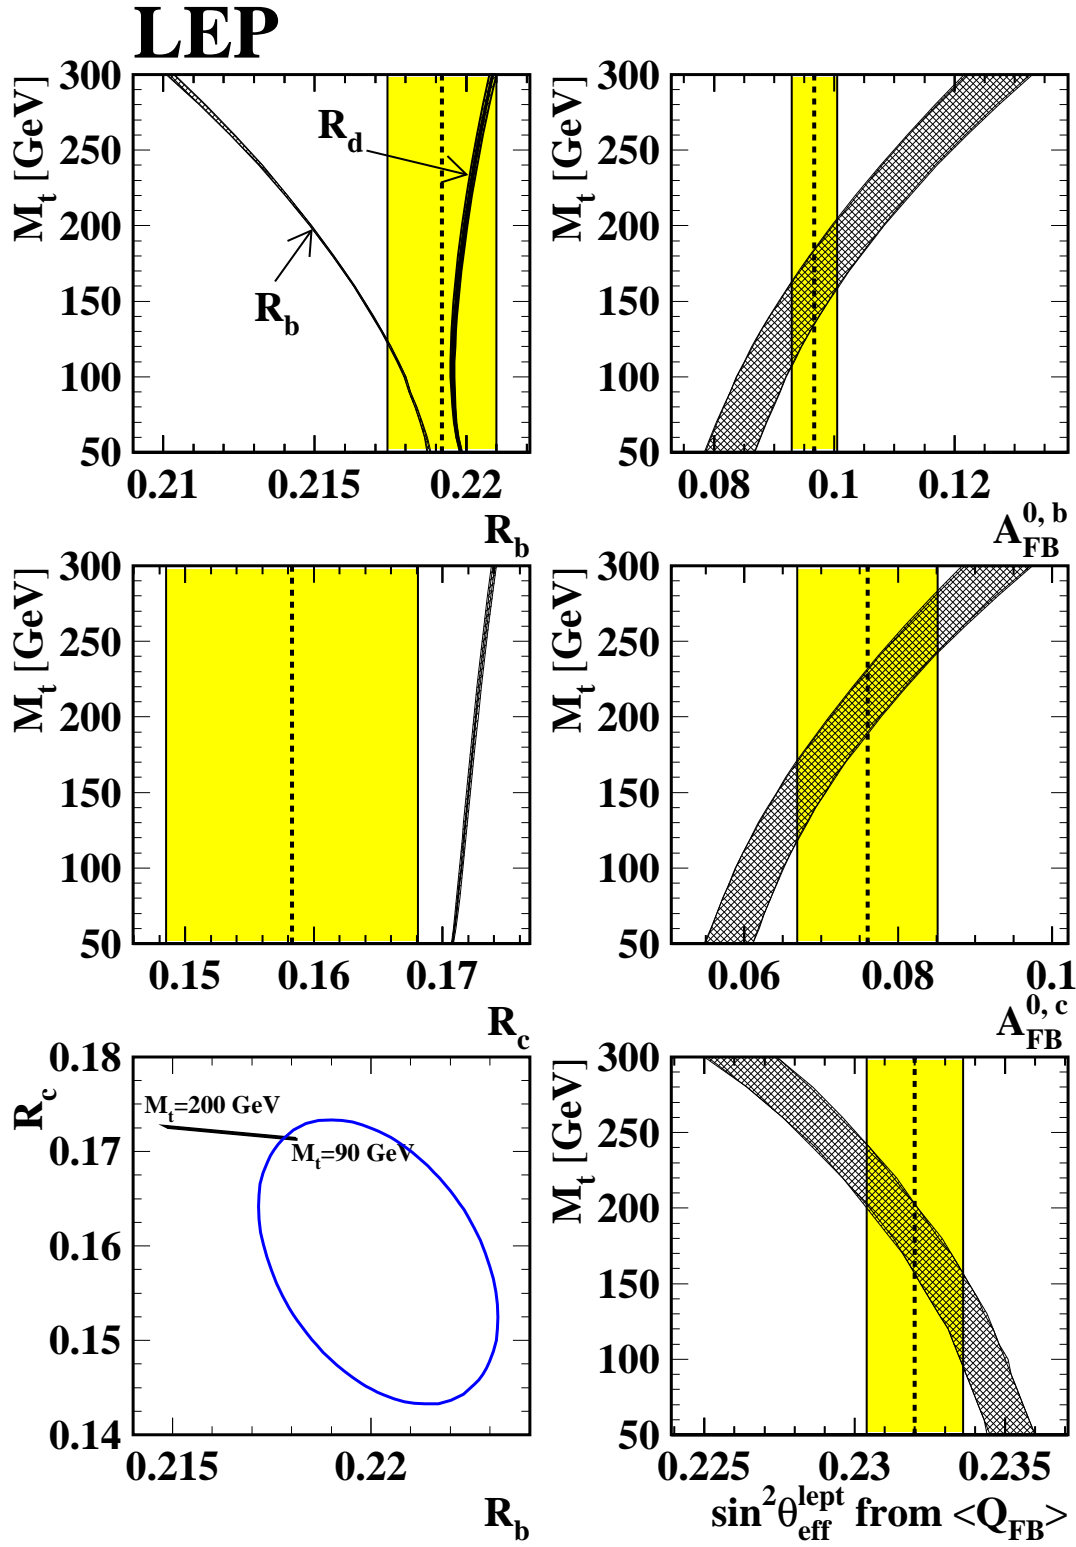 LEP
M_t [GeV]
300
250
200
150
100
50
R_d
R_b
0.21 0.215 0.22
R_b
M_t [GeV]
300
250
200
150
100
50
0.08 0.1 0.12
A_FB^0, b
M_t [GeV]
300
250
200
150
100
50
0.15 0.16 0.17
R_c
M_t [GeV]
300
250
200
150
100
50
0.06 0.08 0.1
A_FB^0, c
R_c
0.18
0.17
0.16
0.15
0.14
M_t=200 GeV
M_t=90 GeV
0.215 0.22
R_b
M_t [GeV]
300
250
200
150
100
50
0.225 0.23 0.235
sin^2θ_eff^lept from <Q_FB>